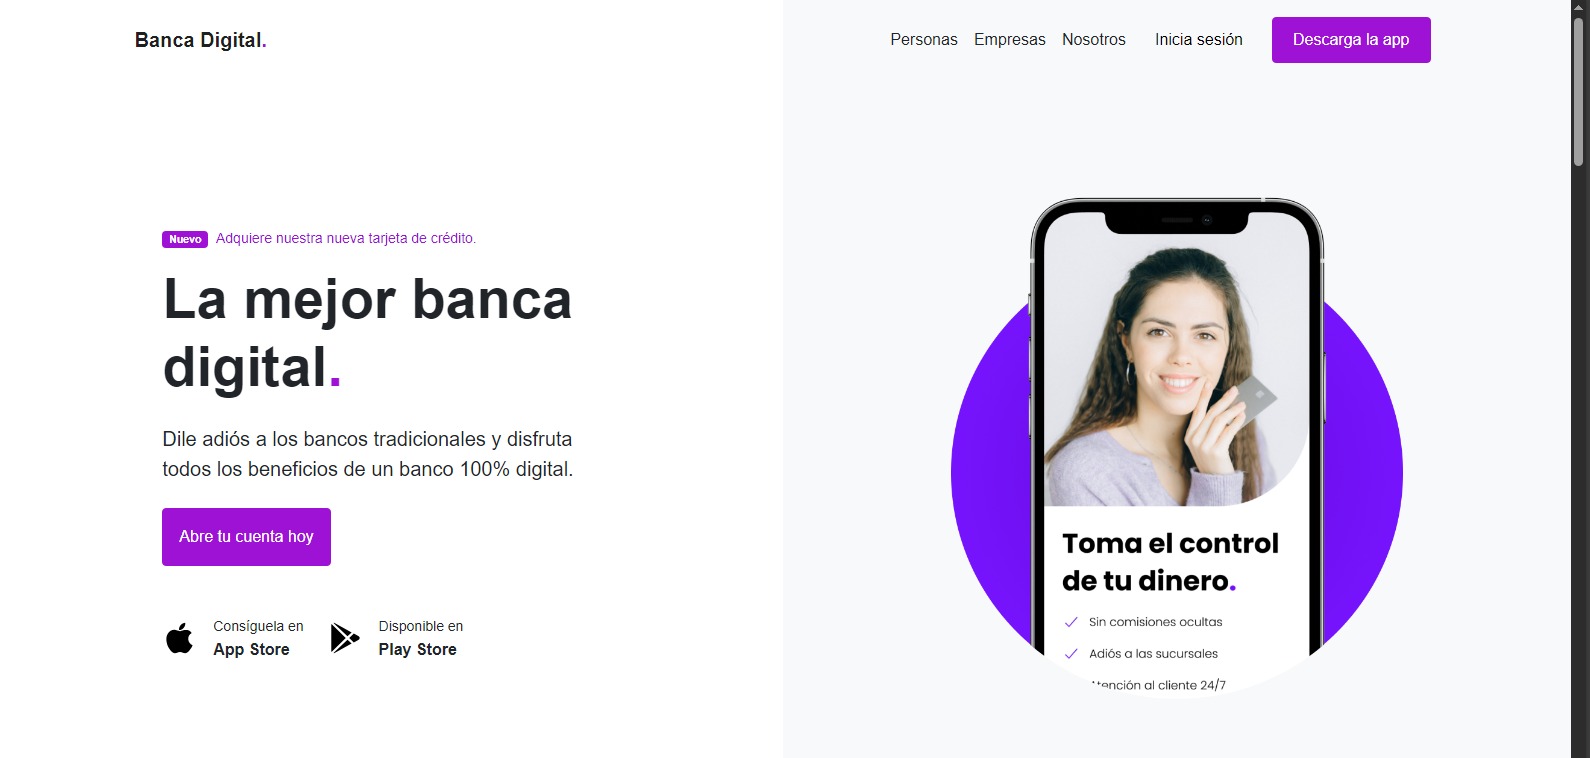 Banca Digital.
Personas Empresas Nosotros Inicia sesión Descarga la app
Nuevo Adquiere nuestra nueva tarjeta de crédito.
La mejor banca
digital.
Dile adiós a los bancos tradicionales y disfruta
todos los beneficios de un banco 100% digital.
Abre tu cuenta hoy
Consíguela en
App Store
Disponible en
Play Store
Toma el control
de tu dinero.
Sin comisiones ocultas
Adiós a las sucursales
Atención al cliente 24/7